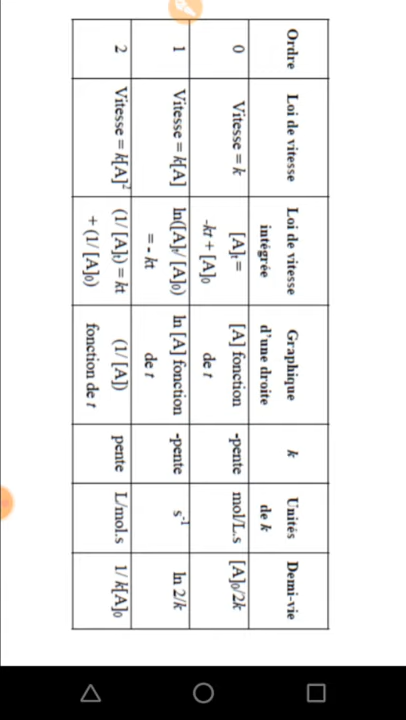 Ordre Loi de vitesse Loi de vitesse intégrée Graphique d'une droite k Unités de k Demi-vie
0 Vitesse = k [A]t = -kt + [A]0 [A] fonction de t -pente mol/L.s [A]0/2k
1 Vitesse = k[A] ln([A]t/ [A]0) = - kt ln [A] fonction de t -pente s-1 ln 2/k
2 Vitesse = k[A]2 (1/ [A]t) = kt + (1/ [A]0) (1/ [A]) fonction de t pente L/mol.s 1/ k[A]0